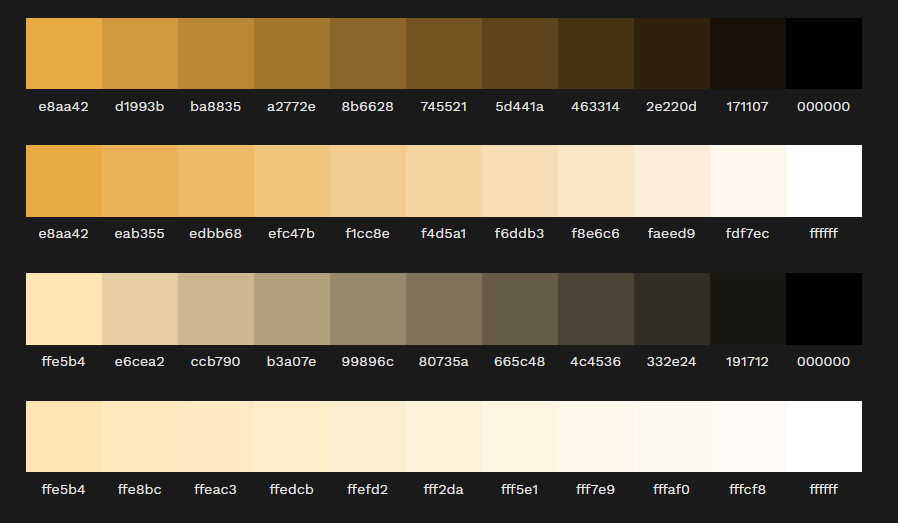 e8aa42 d1993b ba8835 a2772e 8b6628 745521 5d441a 463314 2e220d 171107 000000
e8aa42 eab355 edbb68 efc47b f1cc8e f4d5a1 f6ddb3 f8e6c6 faeed9 fdf7ec ffffff
ffe5b4 e6cea2 ccb790 b3a07e 99896c 80735a 665c48 4c4536 332e24 191712 000000
ffe5b4 ffe8bc ffeac3 ffedcb ffefd2 fff2da fff5e1 fff7e9 fffaf0 fffcf8 ffffff